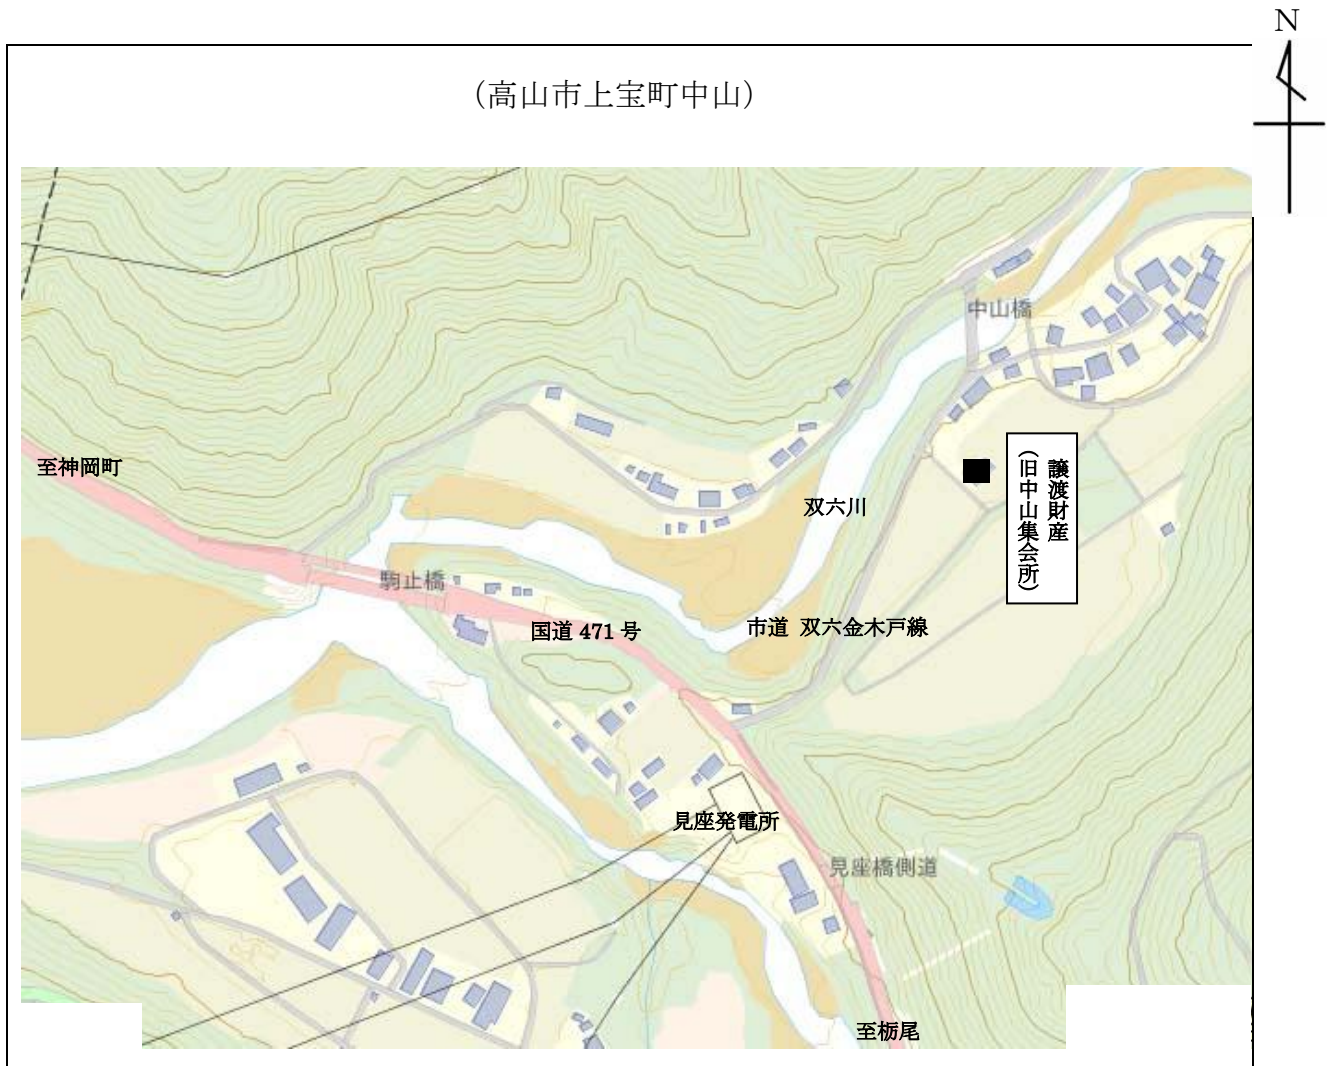 N
（高山市上宝町中山）
中山橋
至神岡町
譲渡財産
（旧中山集会所）
双六川
駒止橋
国道 471 号
市道 双六金木戸線
見座発電所
見座橋側道
至栃尾